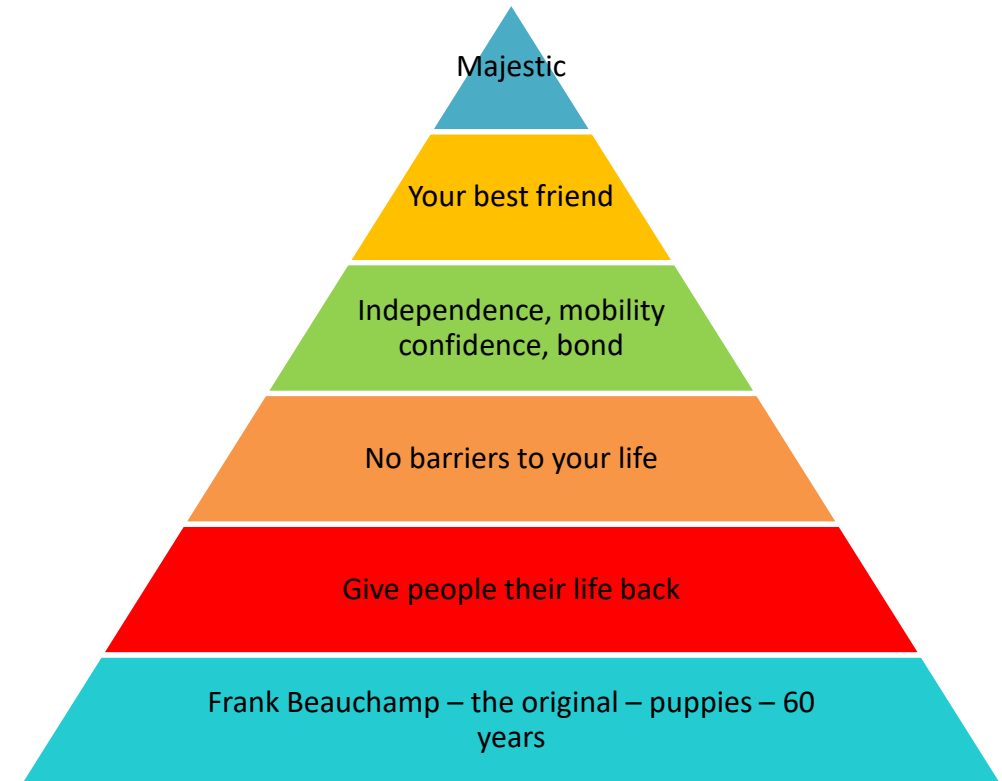 Majestic
Your best friend
Independence, mobility
confidence, bond
No barriers to your life
Give people their life back
Frank Beauchamp – the original – puppies – 60
years